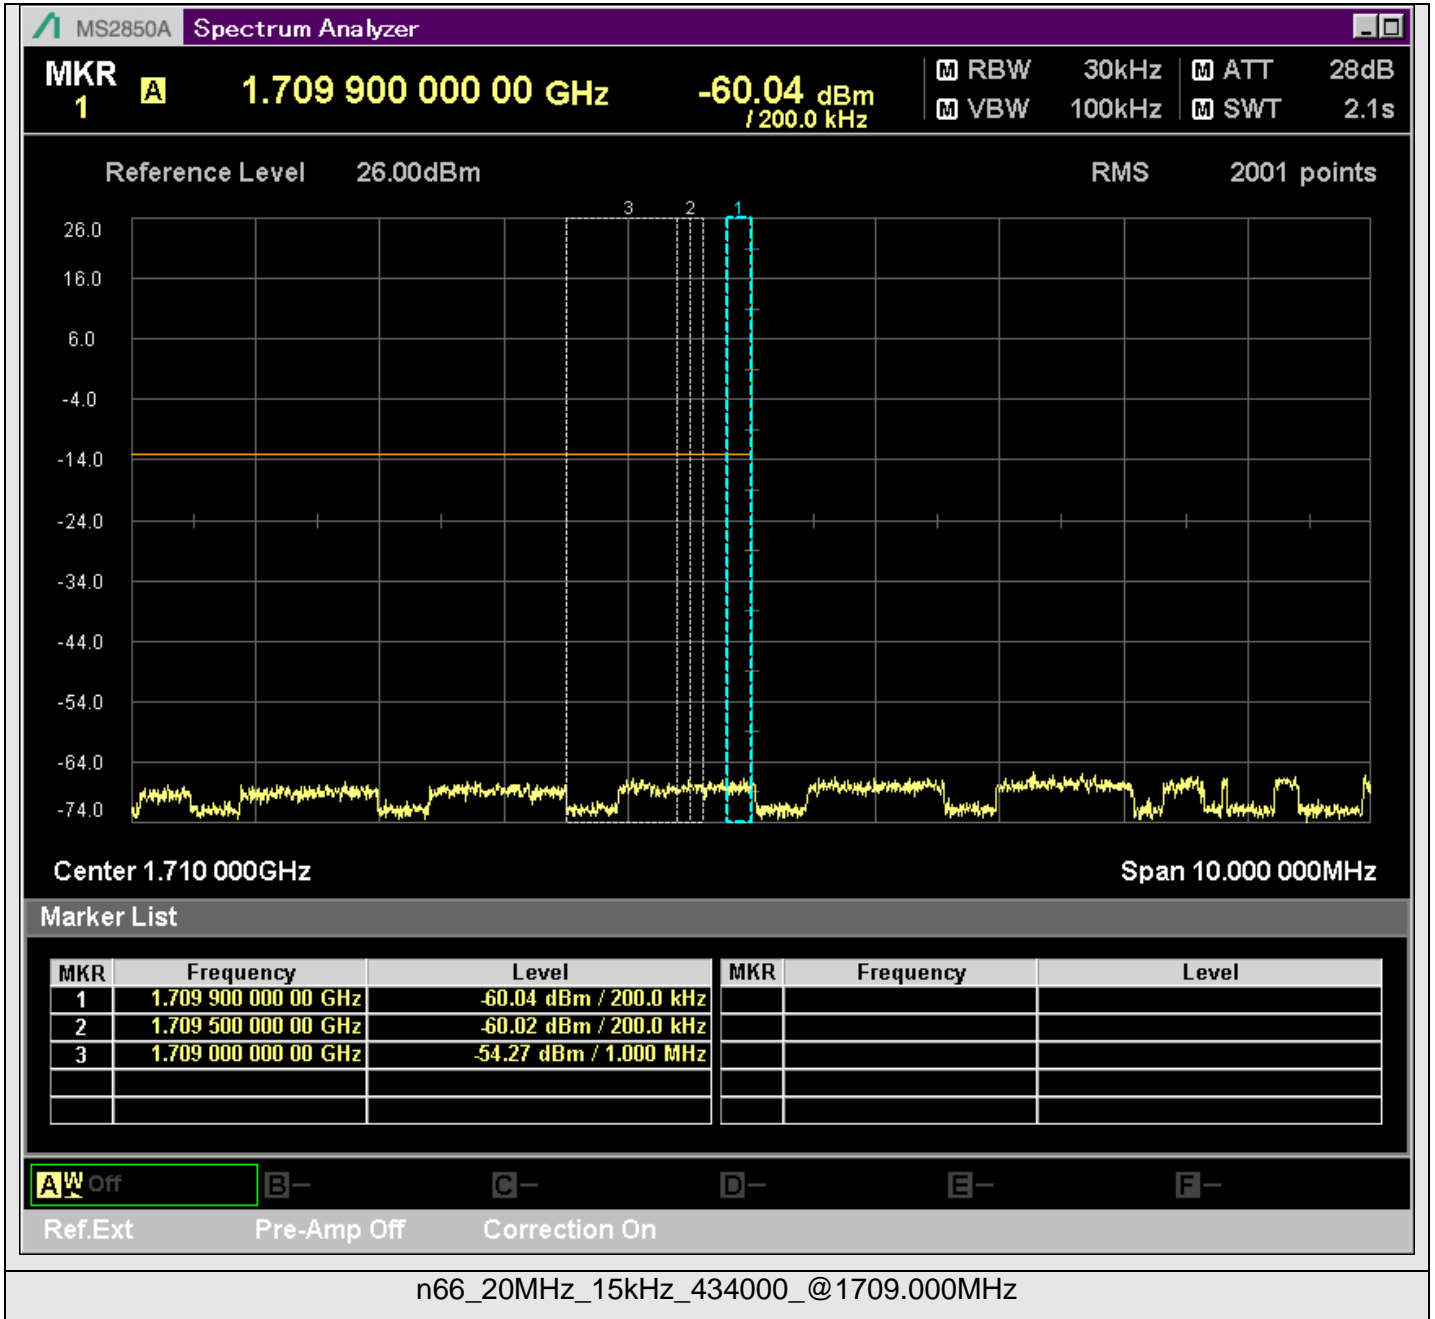 MS2850A Spectrum Analyzer
MKR 1 A 1.709 900 000 00 GHz -60.04 dBm / 200.0 kHz
M RBW 30kHz M ATT 28dB
M VBW 100kHz M SWT 2.1s
Reference Level 26.00dBm RMS 2001 points
3 2 1
26.0
16.0
6.0
-4.0
-14.0
-24.0
-34.0
-44.0
-54.0
-64.0
-74.0
Center 1.710 000GHz Span 10.000 000MHz
Marker List
MKR Frequency Level MKR Frequency Level
1 1.709 900 000 00 GHz -60.04 dBm / 200.0 kHz
2 1.709 500 000 00 GHz -60.02 dBm / 200.0 kHz
3 1.709 000 000 00 GHz -54.27 dBm / 1.000 MHz
A W Off B- C- D- E- F-
Ref.Ext Pre-Amp Off Correction On
n66_20MHz_15kHz_434000_@1709.000MHz